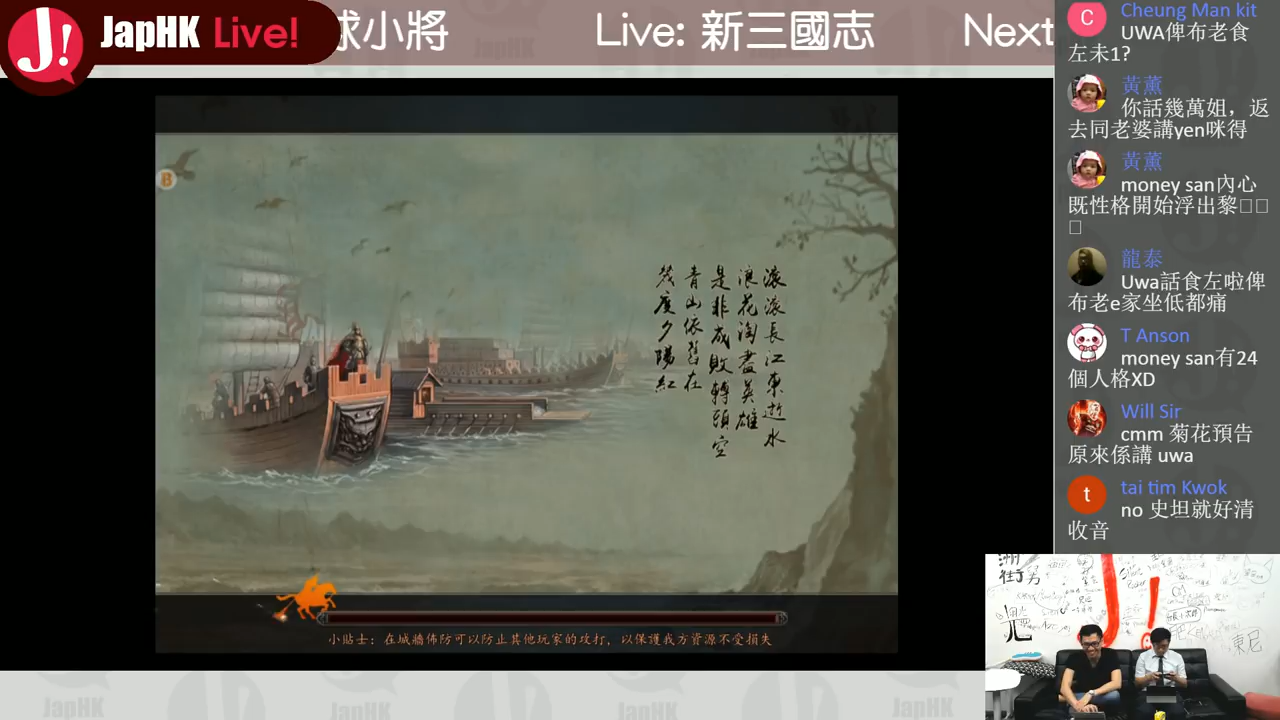 J! JapHK Live!
球小將
Live: 新三國志
Next
Cheung Man kit
UWA俾布老食
左未1?
黃薰
你話幾萬姐，返
去同老婆講yen咪得
黃薰
money san內心
既性格開始浮出黎
龍泰
Uwa話食左啦俾
布老e家坐低都痛
T Anson
money san有24
個人格XD
Will Sir
cmm 菊花預告
原來係講 uwa
tai tim Kwok
no 史坦就好清
收音
B
滾滾長江東逝水
浪花淘盡英雄
是非成敗轉頭空
青山依舊在
幾度夕陽紅
小貼士：在城牆佈防可以防止其他玩家的攻打，以保護我方資源不受損失
J!
東尼
JapHK
JapHK
JapHK
JapHK